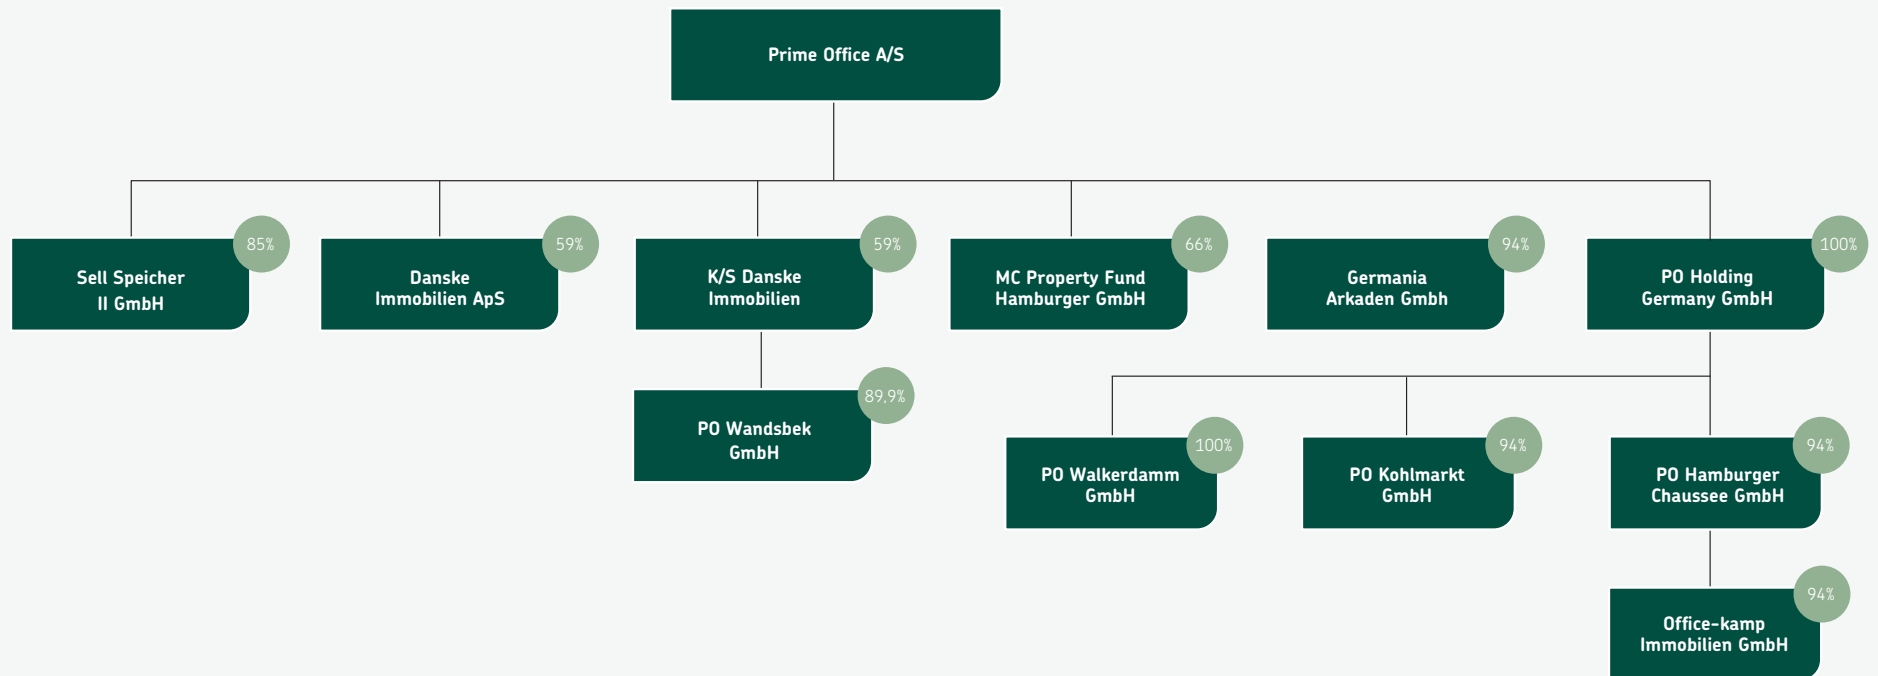 Prime Office A/S
85%
Sell Speicher
II GmbH
59%
Danske
Immobilien ApS
59%
K/S Danske
Immobilien
66%
MC Property Fund
Hamburger GmbH
94%
Germania
Arkaden Gmbh
100%
PO Holding
Germany GmbH
89,9%
PO Wandsbek
GmbH
100%
PO Walkerdamm
GmbH
94%
PO Kohlmarkt
GmbH
94%
PO Hamburger
Chaussee GmbH
94%
Office-kamp
Immobilien GmbH